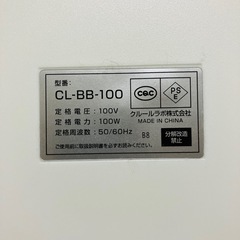 型番:
CL-BB-100
定格電圧:100V
定格電力:100W
定格周波数:50/60Hz
CQC
PS
E
クルールラボ株式会社
MADE IN CHINA
B8
分解改造
禁止
ご使用前に取扱説明書を必ずお読みください